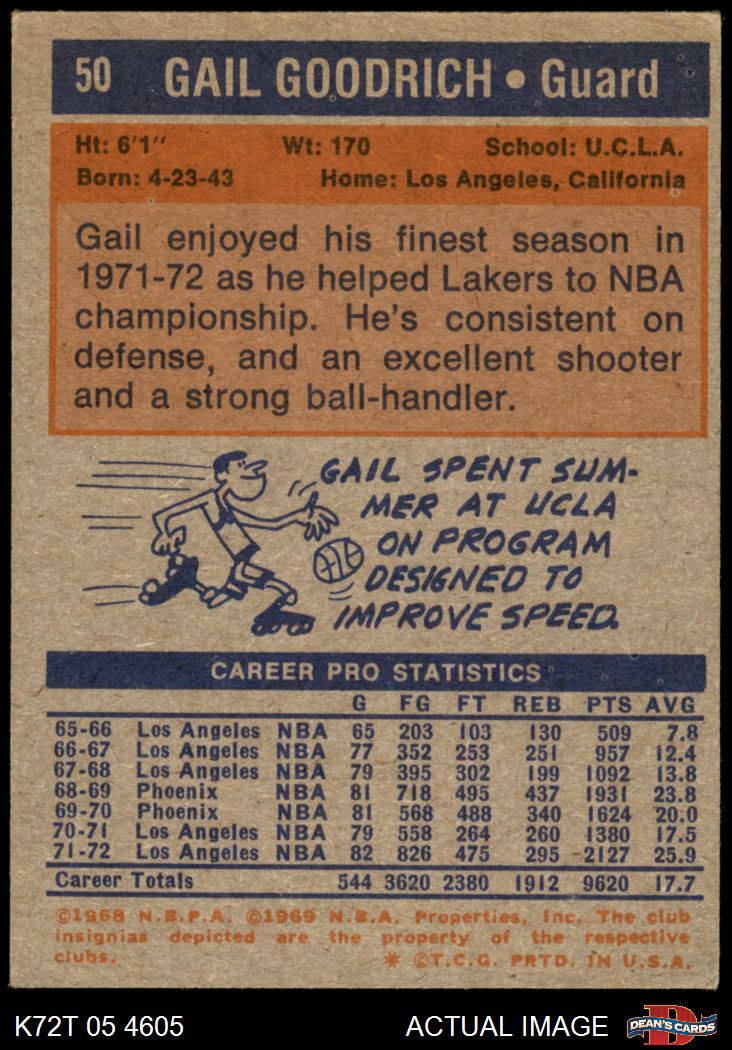 50 GAIL GOODRICH • Guard
Ht: 6'1" Wt: 170 School: U.C.L.A.
Born: 4-23-43 Home: Los Angeles, California
Gail enjoyed his finest season in
1971-72 as he helped Lakers to NBA
championship. He's consistent on
defense, and an excellent shooter
and a strong ball-handler.
GAIL SPENT SUM-
MER AT UCLA
ON PROGRAM
DESIGNED TO
IMPROVE SPEED.
CAREER PRO STATISTICS
G FG FT REB PTS AVG
65-66 Los Angeles NBA 65 203 103 130 509 7.8
66-67 Los Angeles NBA 77 352 253 251 957 12.4
67-68 Los Angeles NBA 79 395 302 199 1092 13.8
68-69 Phoenix NBA 81 718 495 437 1931 23.8
69-70 Phoenix NBA 81 568 488 340 1624 20.0
70-71 Los Angeles NBA 79 558 264 260 1380 17.5
71-72 Los Angeles NBA 82 826 475 295 2127 25.9
Career Totals 544 3620 2380 1912 9620 17.7
©1968 N.B.P.A. ©1969 N.B.A. Properties, Inc. The club
insignias depicted are the property of the respective
clubs. * ©T.C.G. PRTD. IN U.S.A.
K72T 05 4605 ACTUAL IMAGE DEAN'S CARDS